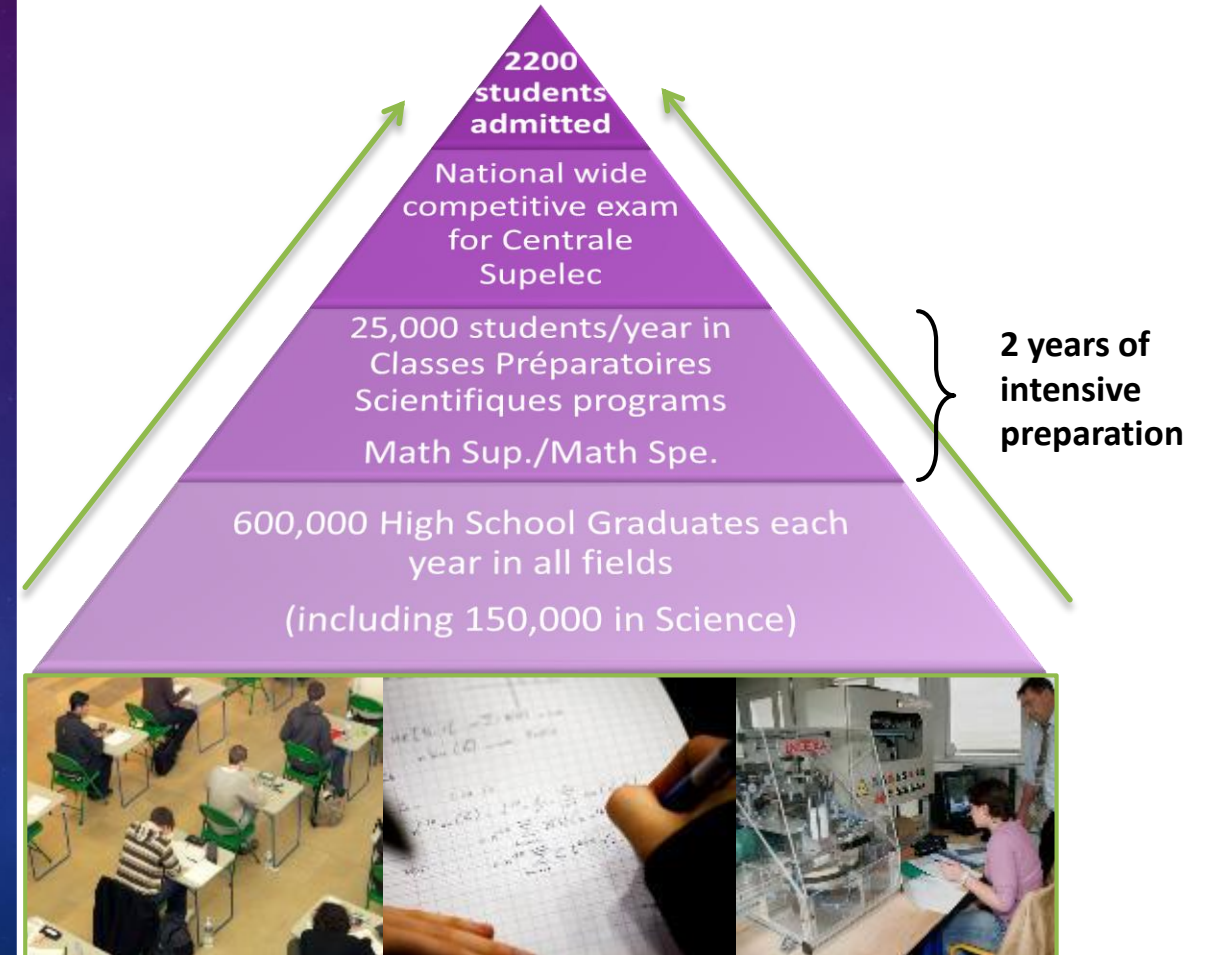 2200
students
admitted
National wide
competitive exam
for Centrale
Supelec
25,000 students/year in
Classes Préparatoires
Scientifiques programs
Math Sup./Math Spe.
2 years of
intensive
preparation
600,000 High School Graduates each
year in all fields
(including 150,000 in Science)
INDEXA